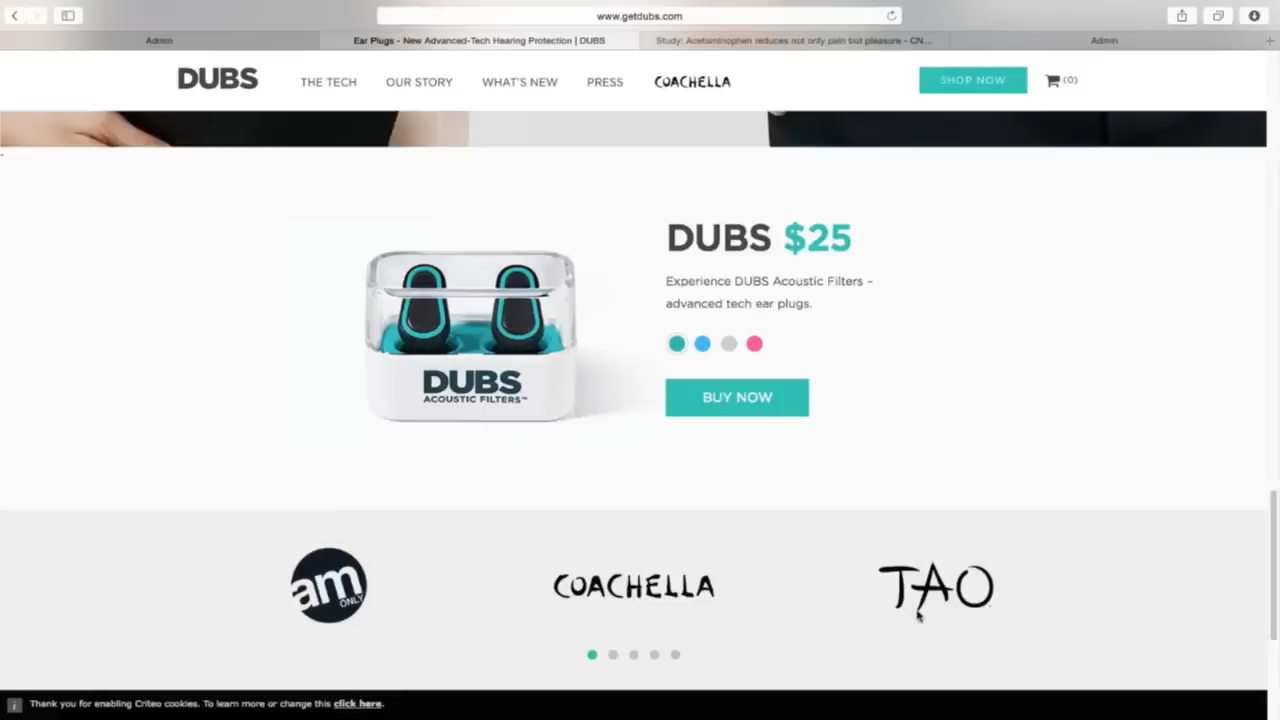 www.getdubs.com
Admin
Ear Plugs - New Advanced-Tech Hearing Protection | DUBS
Study: Acetaminophen reduces not only pain but pleasure - CN...
Admin
DUBS
THE TECH
OUR STORY
WHAT'S NEW
PRESS
COACHELLA
SHOP NOW
(0)
DUBS $25
Experience DUBS Acoustic Filters –
advanced tech ear plugs.
BUY NOW
DUBS
ACOUSTIC FILTERS™
am
ONLY
COACHELLA
TAO
Thank you for enabling Criteo cookies. To learn more or change this click here.